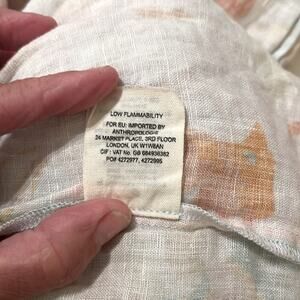 LOW FLAMMABILITY
FOR EU: IMPORTED BY
ANTHROPOLOGIE
24 MARKET PLACE, 3RD FLOOR
LONDON, UK W1W8AN
CIF : VAT No. GB 684936382
PO# 4272977, 4272995